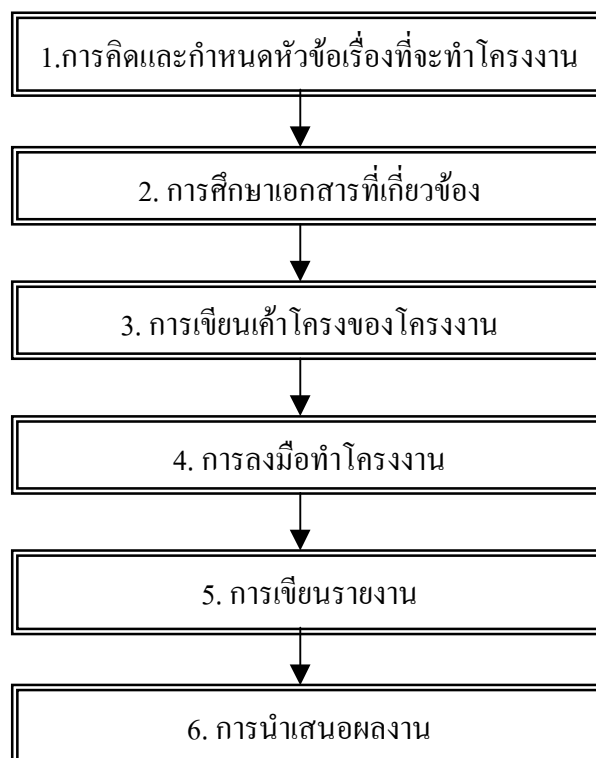 1.การคิดและกำหนดหัวข้อเรื่องที่จะทำโครงงาน
2. การศึกษาเอกสารที่เกี่ยวข้อง
3. การเขียนเค้าโครงของโครงงาน
4. การลงมือทำโครงงาน
5. การเขียนรายงาน
6. การนำเสนอผลงาน